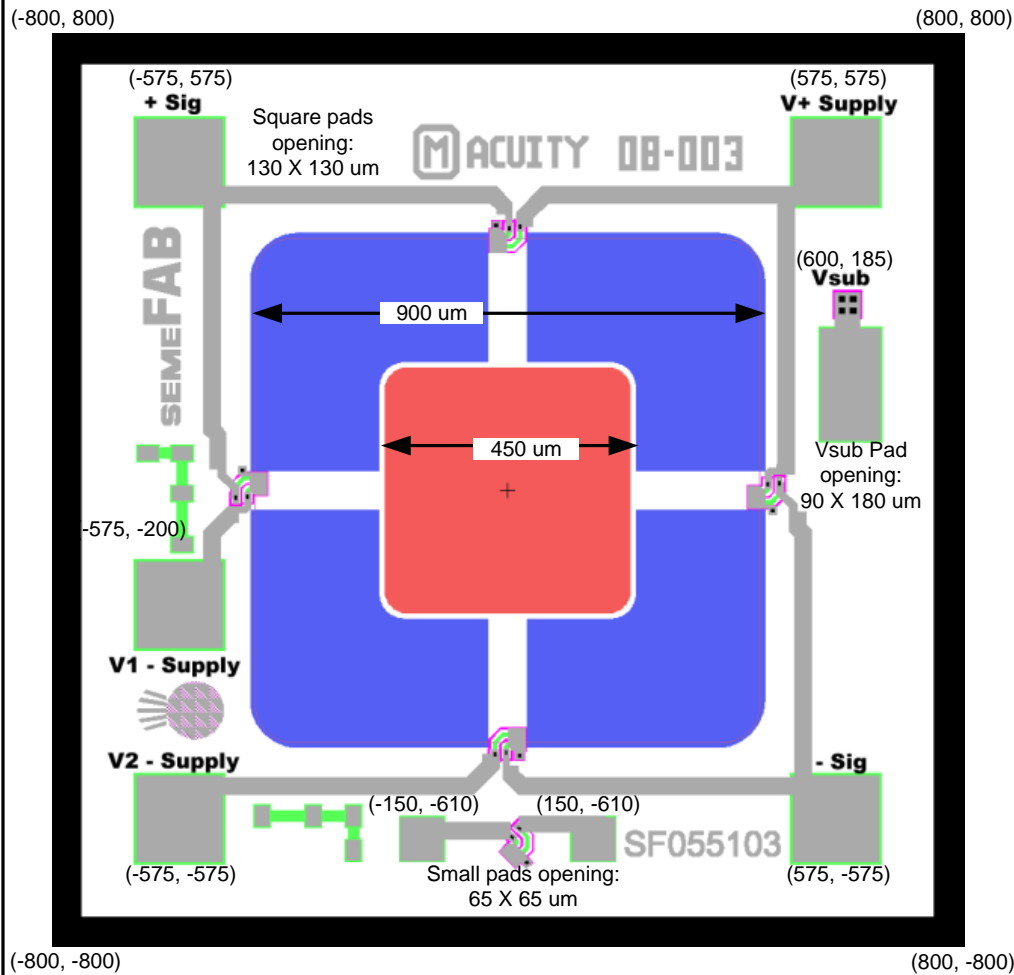 (-800, 800)
(800, 800)
(-575, 575)
+ Sig
(575, 575)
V+ Supply
Square pads
opening:
130 X 130 um
M ACUITY 08-003
SEMEFAB
(600, 185)
Vsub
900 um
450 um
Vsub Pad
opening:
90 X 180 um
-575, -200)
V1 - Supply
V2 - Supply
- Sig
(-150, -610)
(150, -610)
SF055103
(-575, -575)
Small pads opening:
65 X 65 um
(575, -575)
(-800, -800)
(800, -800)